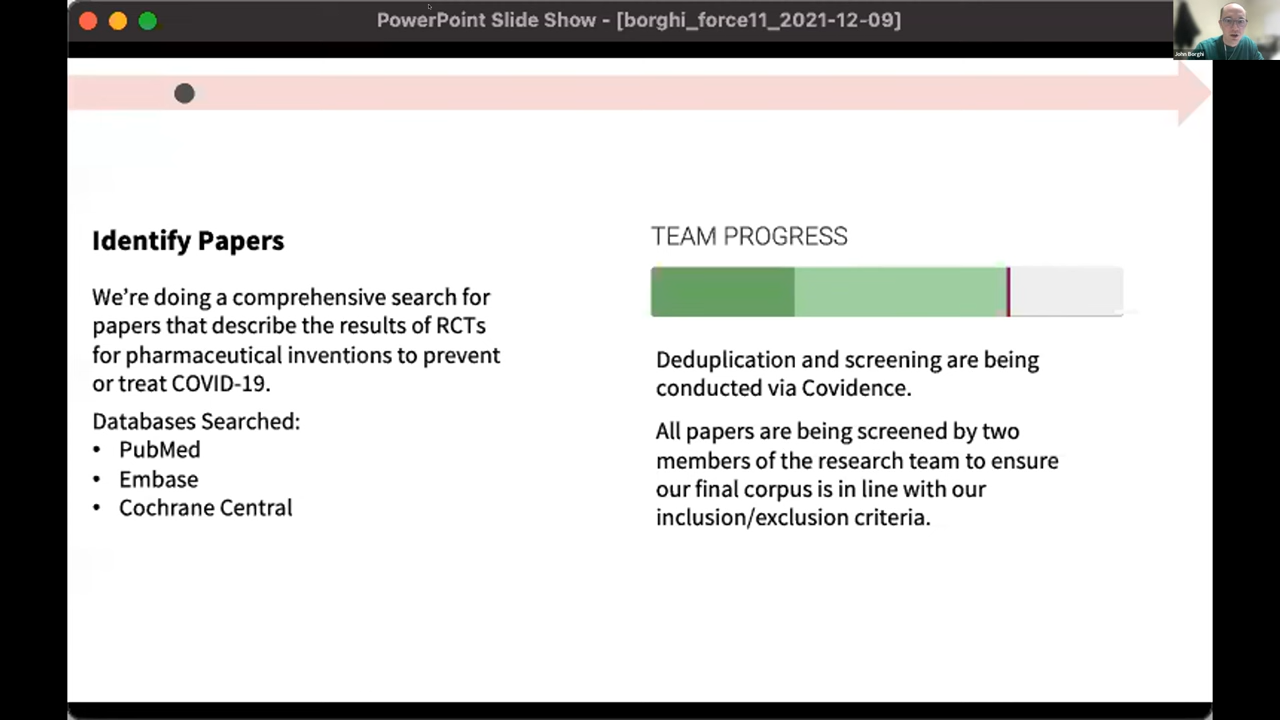 PowerPoint Slide Show - [borghi_force11_2021-12-09]
John Borghi
Identify Papers
We're doing a comprehensive search for
papers that describe the results of RCTs
for pharmaceutical inventions to prevent
or treat COVID-19.
Databases Searched:
• PubMed
• Embase
• Cochrane Central
TEAM PROGRESS
Deduplication and screening are being
conducted via Covidence.
All papers are being screened by two
members of the research team to ensure
our final corpus is in line with our
inclusion/exclusion criteria.